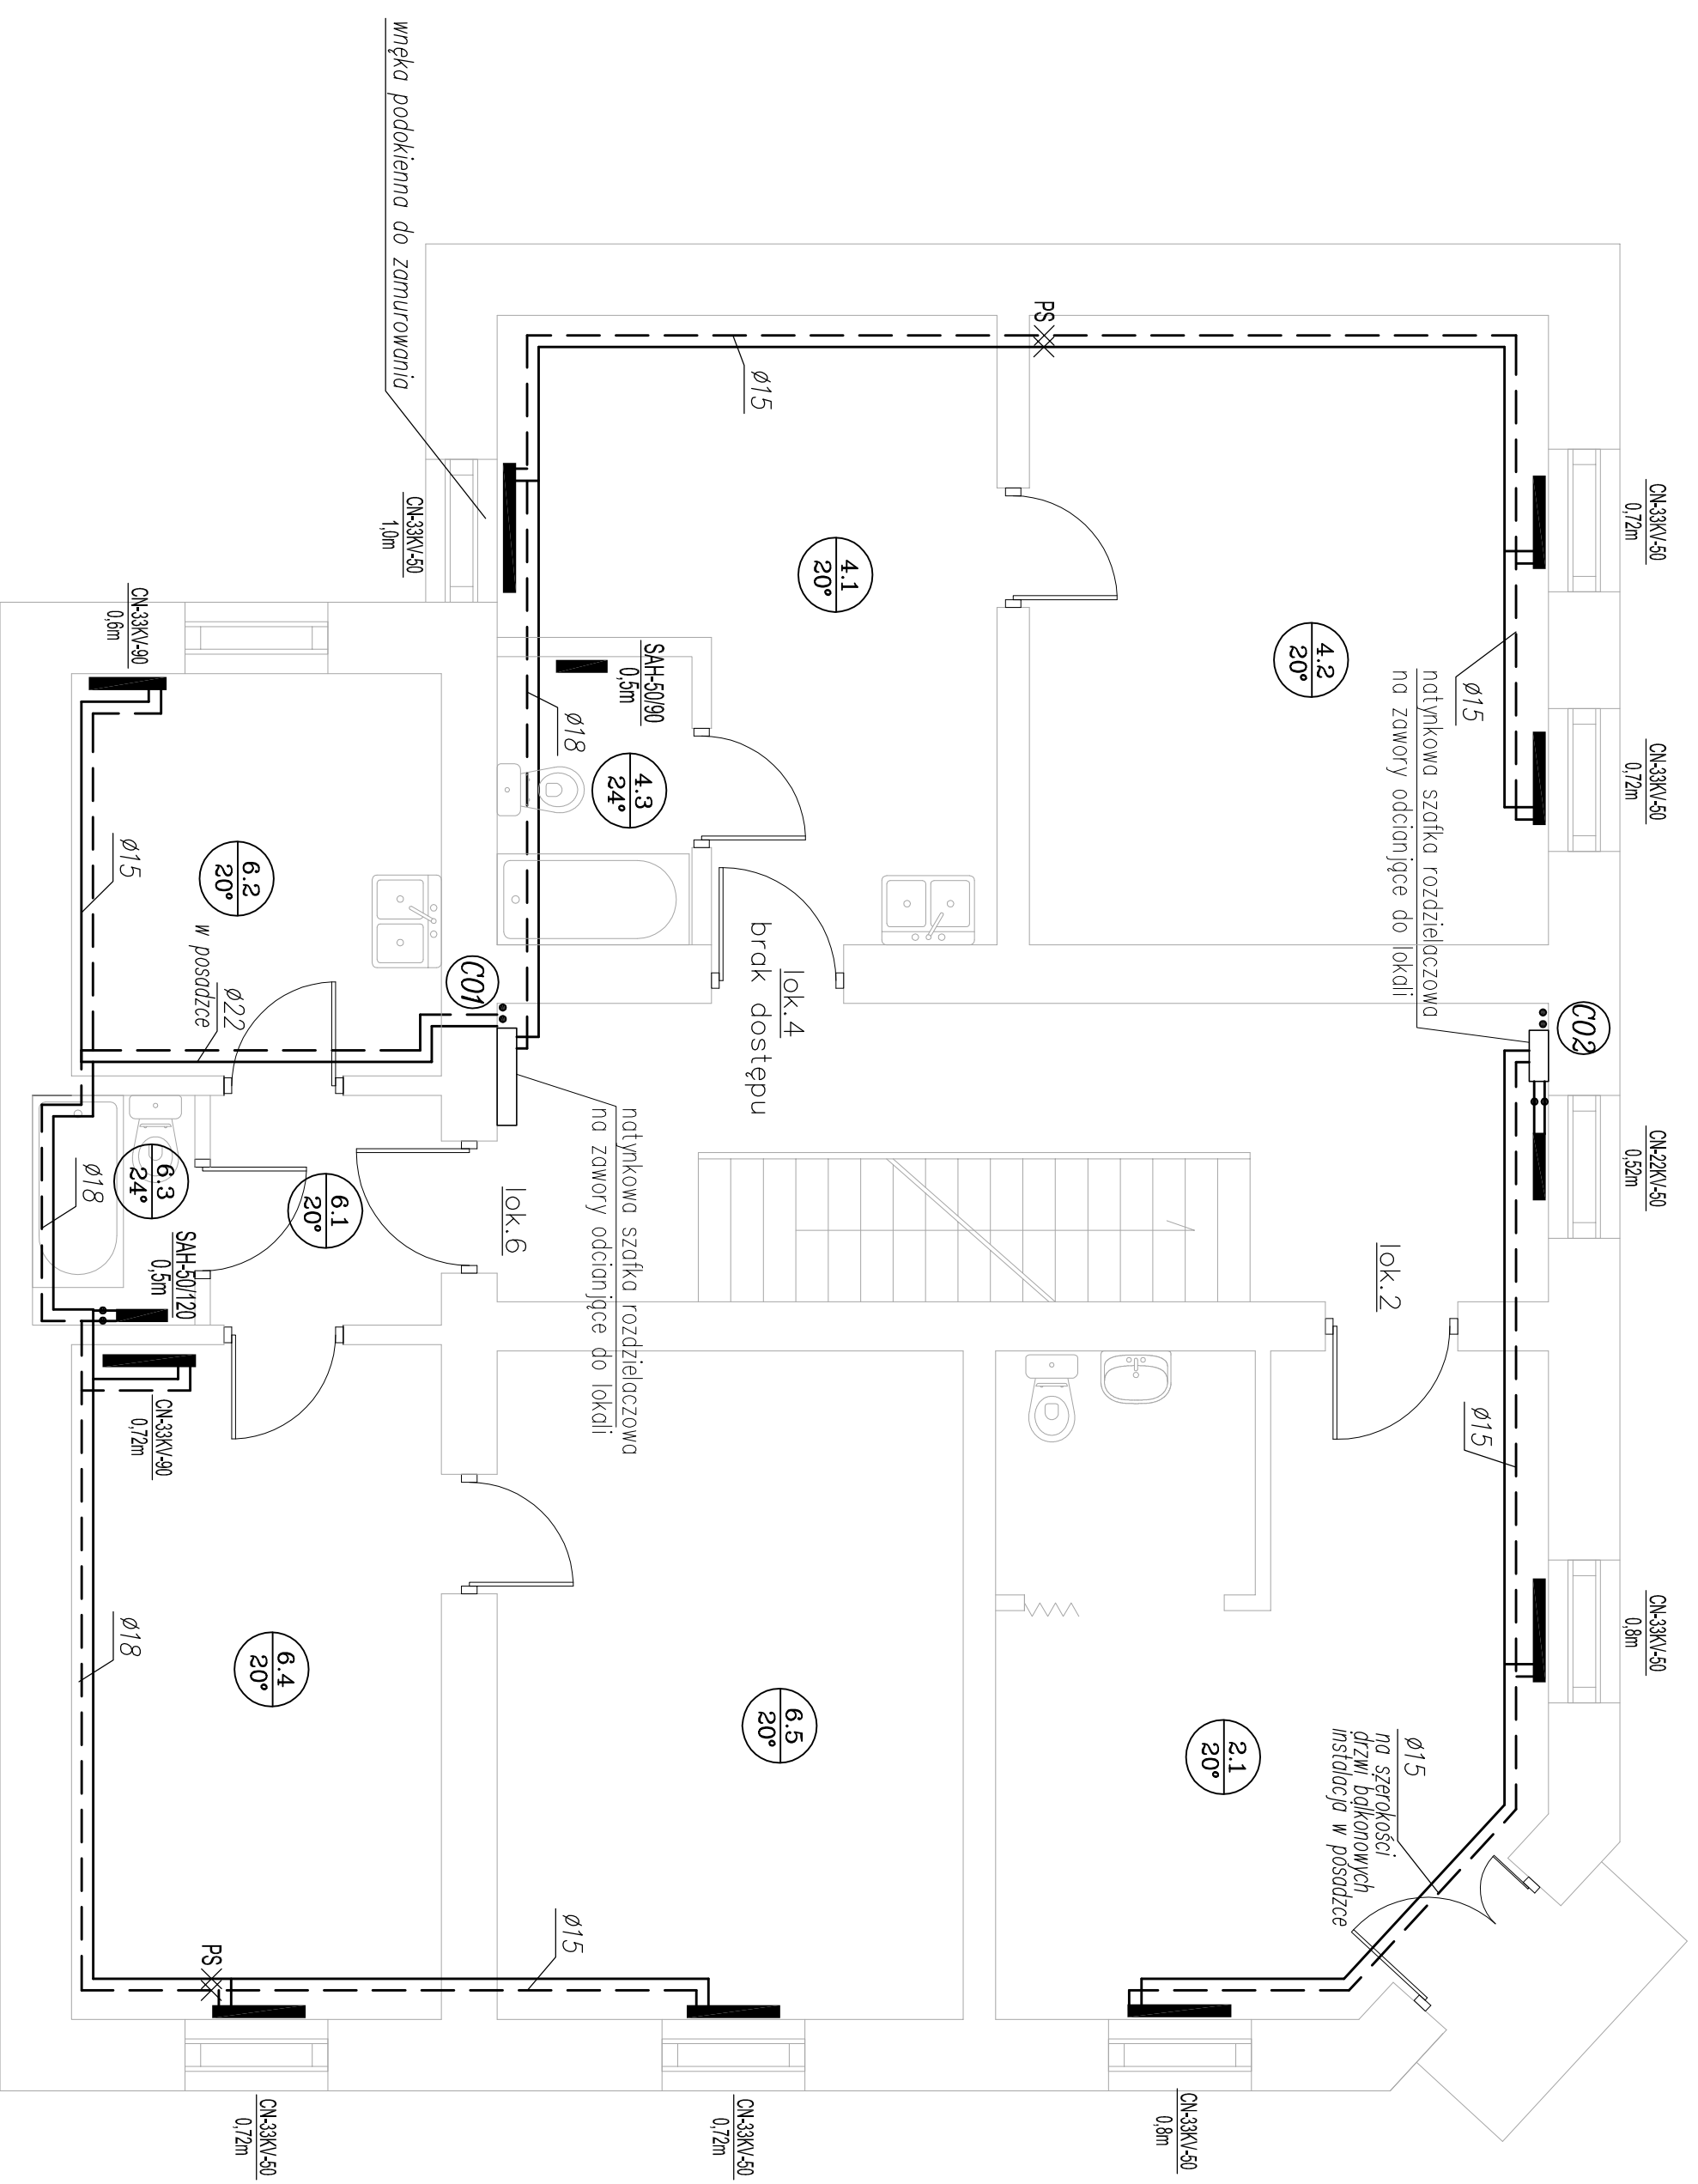 CN-33KV-50
0,72m
CN-33KV-50
0,72m
CN-22KV-50
0,52m
CN-33KV-50
0,8m
C02
natynkowa szafka rozdzielaczowa
na zawory odcianjące do lokali
Ø15
4.2
20°
lok.2
Ø15
Ø15
na szerokości
drzwi balkonowych
instalacja w posadzce
2.1
20°
CN-33KV-50
0,8m
PS
Ø15
4.1
20°
lok.4
brak dostępu
6.5
20°
CN-33KV-50
0,72m
SAH-50/90
0,5m
4.3
24°
Ø18
natynkowa szafka rozdzielaczowa
na zawory odcianjące do lokali
Ø15
lok.6
C01
wnęka podokienna do zamurowania
CN-33KV-50
1,0m
6.1
20°
6.4
20°
CN-33KV-50
0,72m
6.2
20°
Ø22
w posadzce
PS
SAH-50/120
0,5m
6.3
24°
CN-33KV-90
0,72m
CN-33KV-90
0,6m
Ø15
Ø18
Ø18